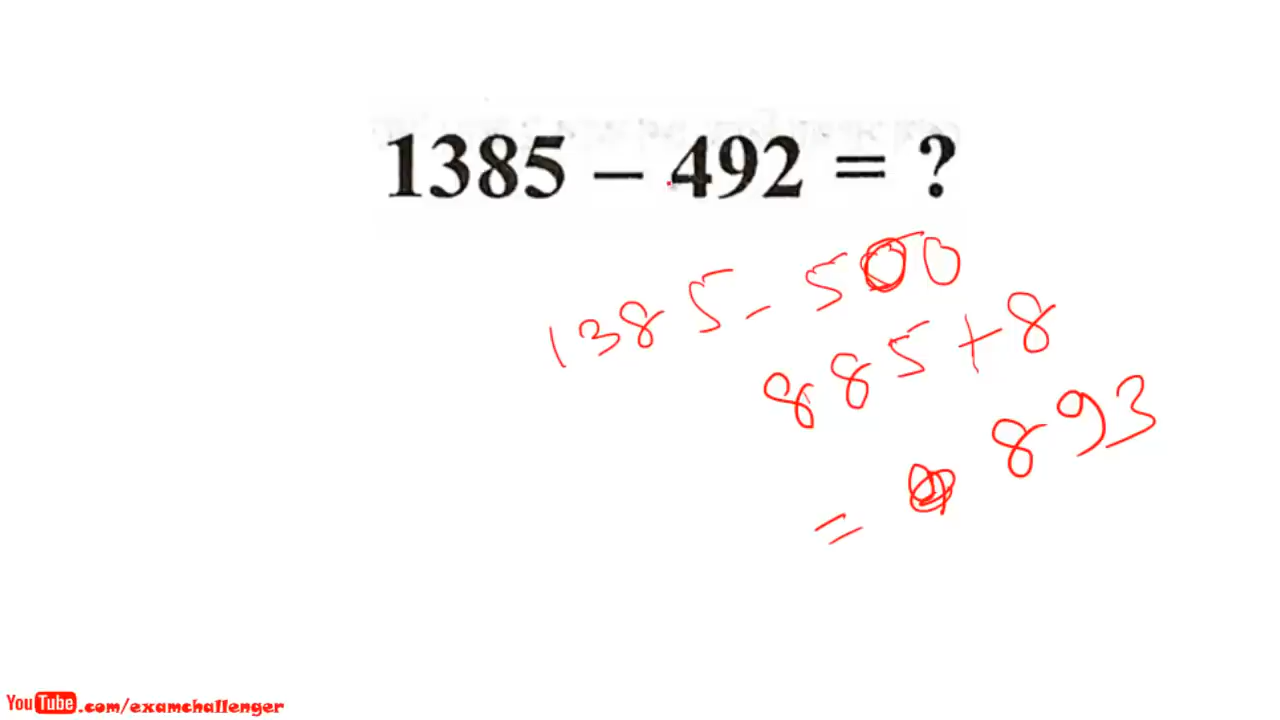 1385 – 492 = ?
1385 - 500
885 + 8
= 893
YouTube.com/examchallenger